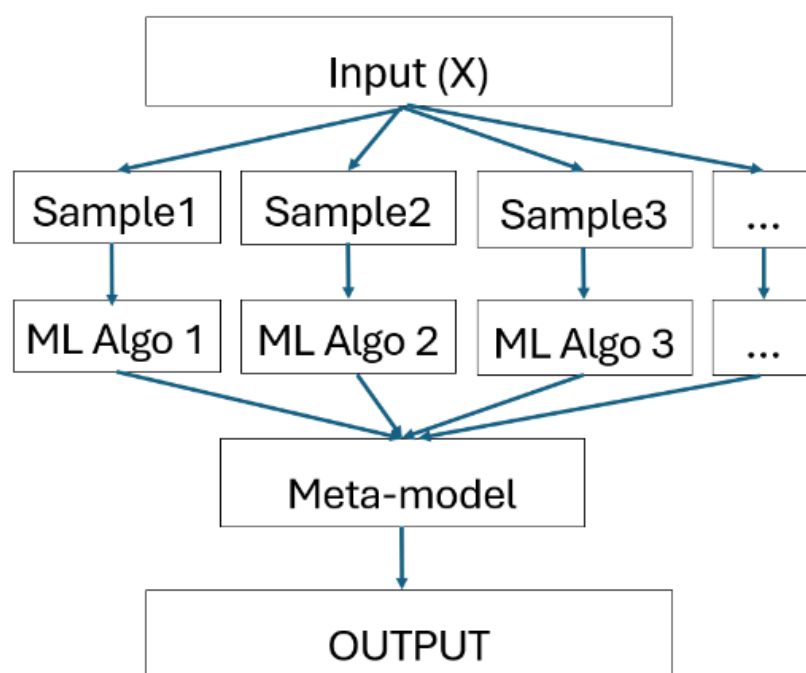 Input (X)
Sample1
Sample2
Sample3
...
ML Algo 1
ML Algo 2
ML Algo 3
...
Meta-model
OUTPUT